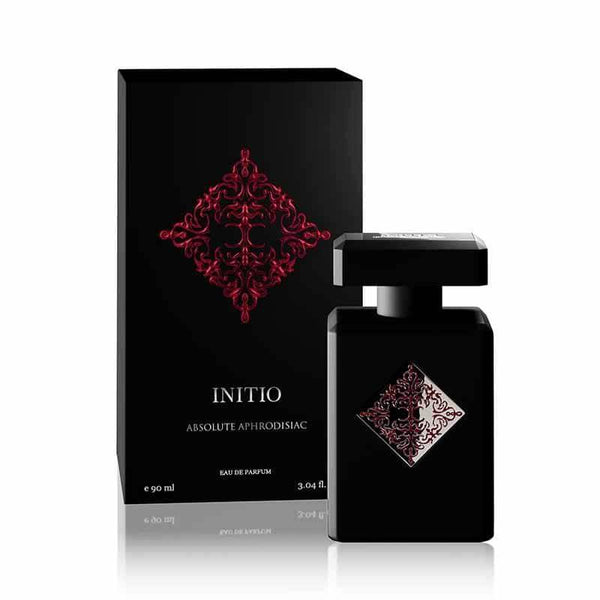 INITIO
ABSOLUTE APHRODISIAC
EAU DE PARFUM
e 90 ml 3.04 fl.